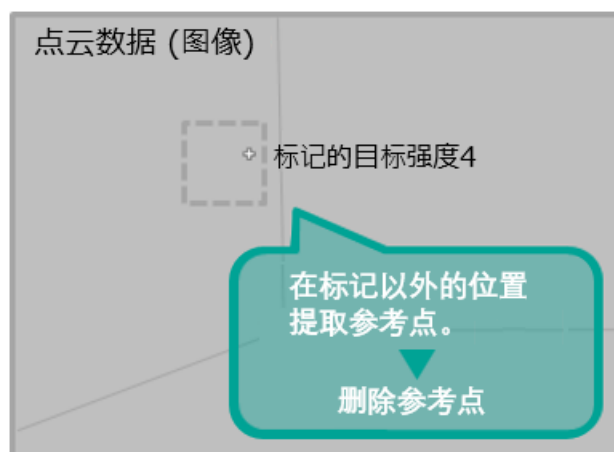 点云数据 (图像)
标记的目标强度4
在标记以外的位置
提取参考点。
删除参考点